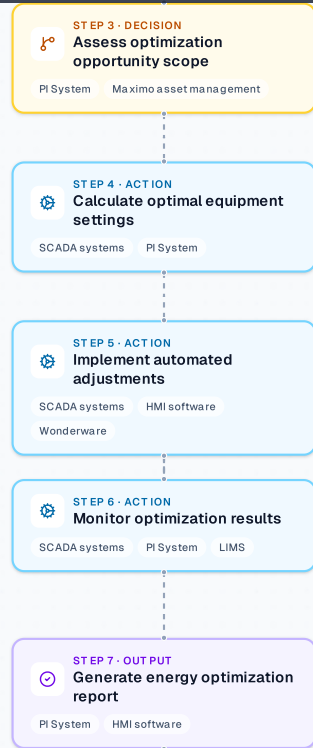 STEP 3 · DECISION
Assess optimization
opportunity scope
PI System Maximo asset management
STEP 4 · ACTION
Calculate optimal equipment
settings
SCADA systems PI System
STEP 5 · ACTION
Implement automated
adjustments
SCADA systems HMI software
Wonderware
STEP 6 · ACTION
Monitor optimization results
SCADA systems PI System LIMS
STEP 7 · OUTPUT
Generate energy optimization
report
PI System HMI software